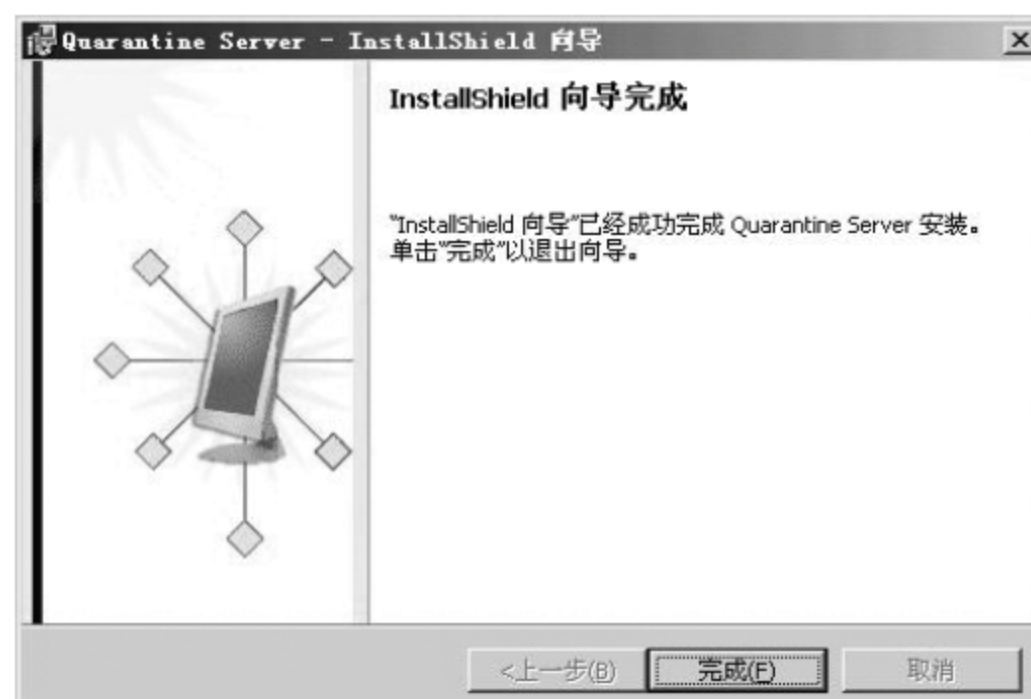 Quarantine Server - InstallShield 向导
InstallShield 向导完成
“InstallShield 向导”已经成功完成 Quarantine Server 安装。
单击“完成”以退出向导。
<上一步(B)
完成(F)
取消